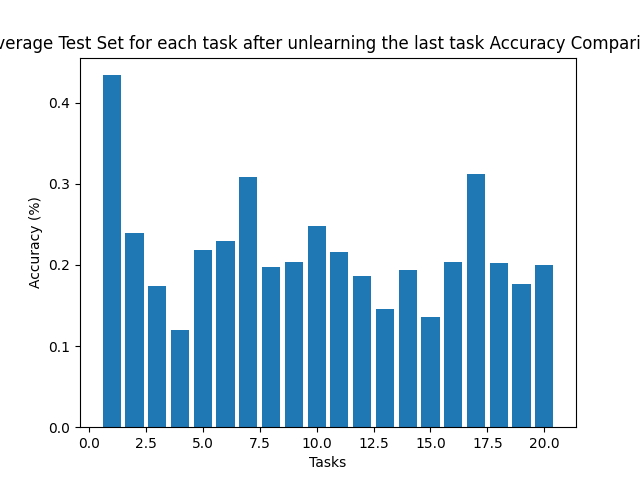 verage Test Set for each task after unlearning the last task Accuracy Compari
Accuracy (%)
0.4
0.3
0.2
0.1
0.0
0.0 2.5 5.0 7.5 10.0 12.5 15.0 17.5 20.0
Tasks